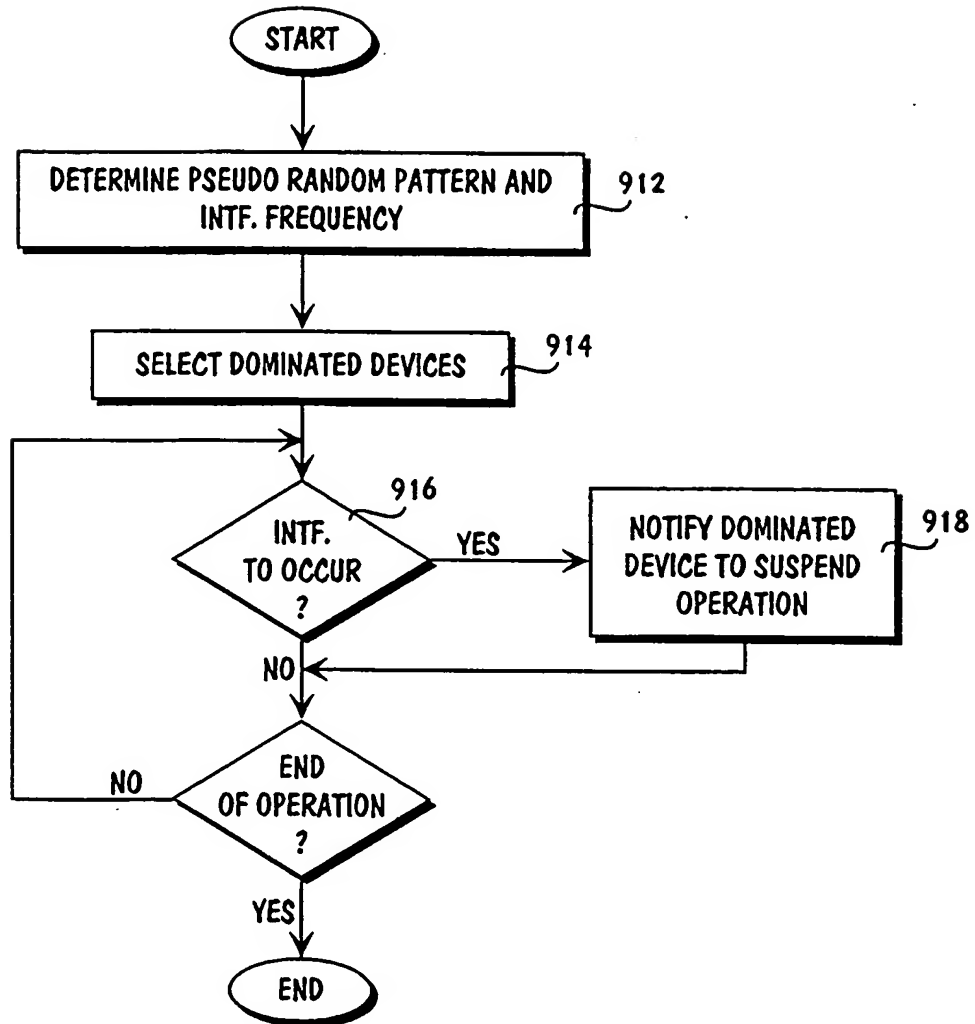 START
DETERMINE PSEUDO RANDOM PATTERN AND
INTF. FREQUENCY
912
SELECT DOMINATED DEVICES
914
916
INTF.
TO OCCUR
?
YES
NOTIFY DOMINATED
DEVICE TO SUSPEND
OPERATION
918
NO
END
OF OPERATION
?
NO
YES
END